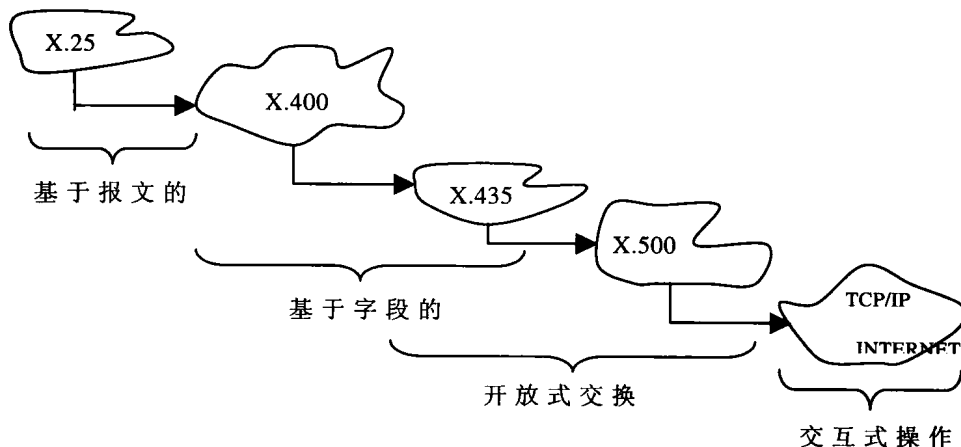 X.25
X.400
基于报文的
X.435
X.500
基于字段的
TCP/IP
INTERNET
开放式交换
交互式操作